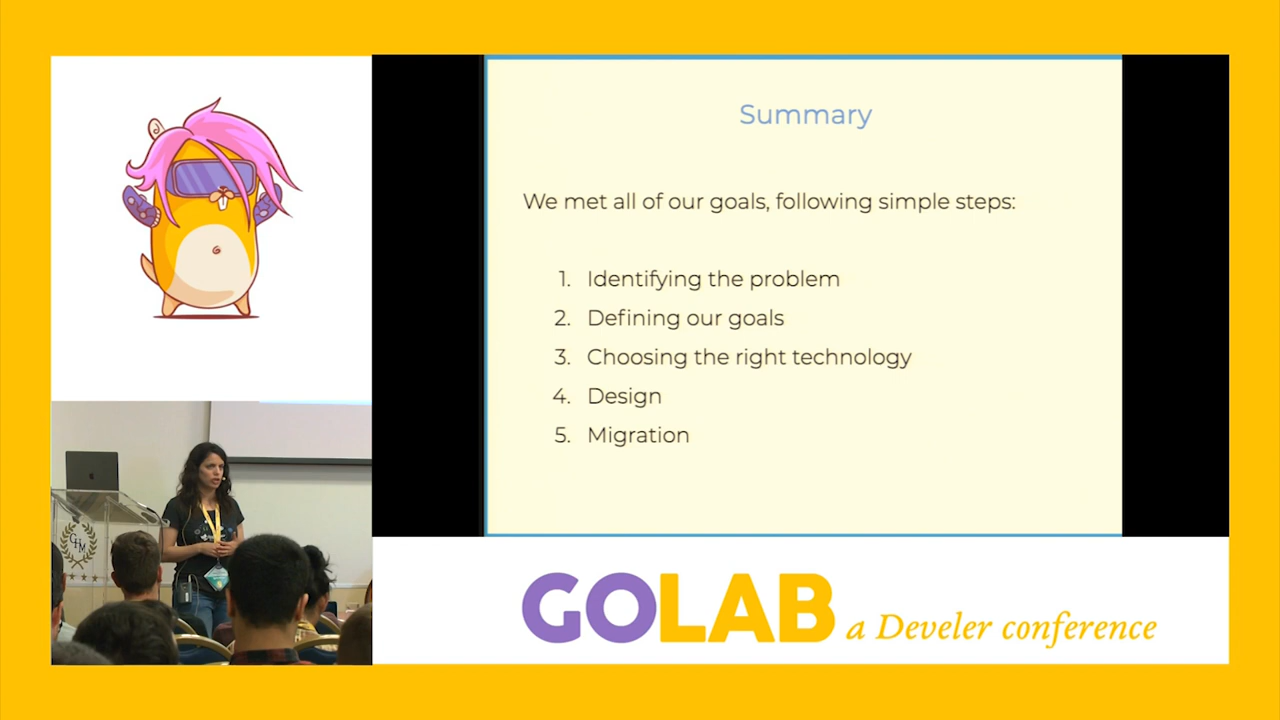 Summary
We met all of our goals, following simple steps:
1. Identifying the problem
2. Defining our goals
3. Choosing the right technology
4. Design
5. Migration
GOLAB a Develer conference